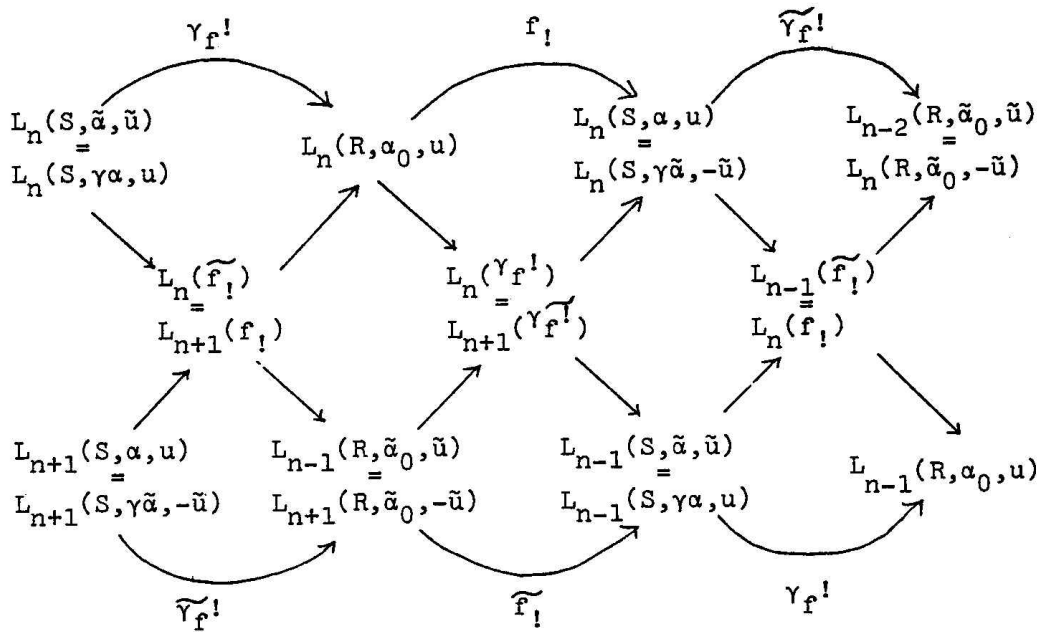 γ_f^! f_! \widetilde{γ_f}^!
L_n(S,α̃,ũ) L_n(R,α_0,u) L_n(S,α,u) L_{n-2}(R,α̃_0,ũ)
= = =
L_n(S,γα,u) L_n(S,γα̃,-ũ) L_n(R,α̃_0,-ũ)
L_n(\widetilde{f_!}) L_n(^γf^!) L_{n-1}(\widetilde{f_!})
= = =
L_{n+1}(f_!) L_{n+1}(^γ\widetilde{f^!}) L_n(f_!)
L_{n+1}(S,α,u) L_{n-1}(R,α̃_0,ũ) L_{n-1}(S,α̃,ũ) L_{n-1}(R,α_0,u)
= = =
L_{n+1}(S,γα̃,-ũ) L_{n+1}(R,α̃_0,-ũ) L_{n-1}(S,γα,u)
\widetilde{γ_f}^! \widetilde{f_!} γ_f^!